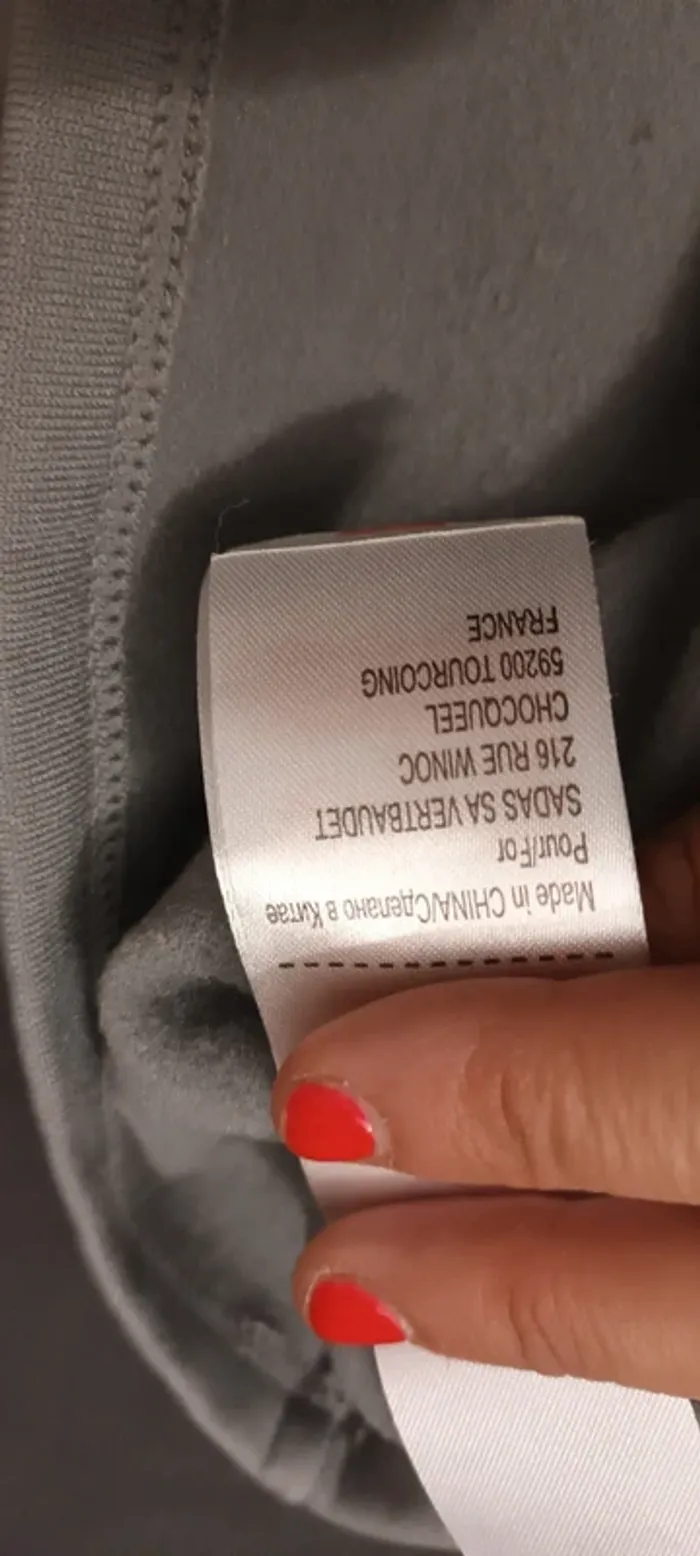 Made in CHINA/Сделано в Китае
Pour/For
SADAS SA VERTBAUDET
216 RUE WINOC
CHOCQUEEL
59200 TOURCOING
FRANCE